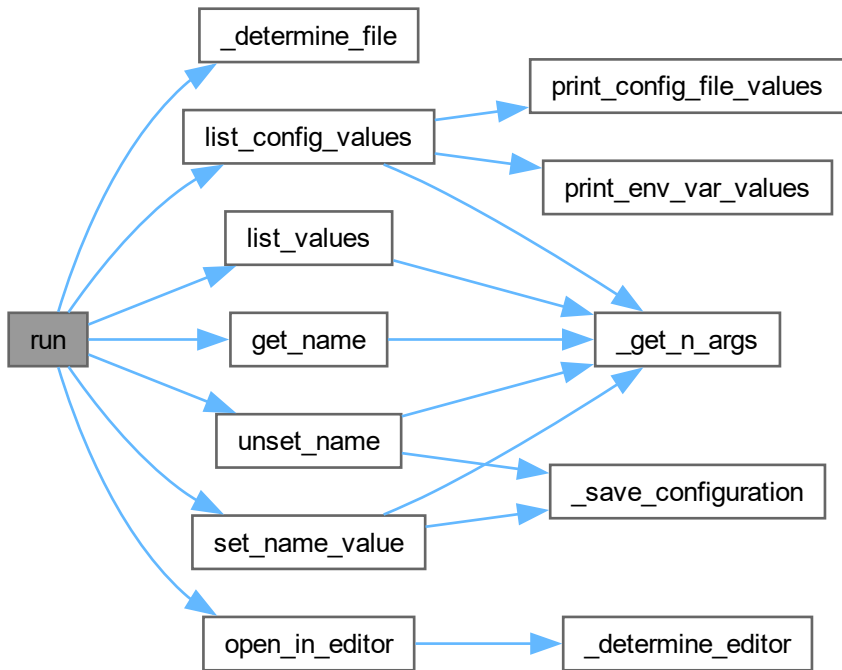 _determine_file
print_config_file_values
list_config_values
print_env_var_values
list_values
run
get_name
_get_n_args
unset_name
_save_configuration
set_name_value
open_in_editor
_determine_editor